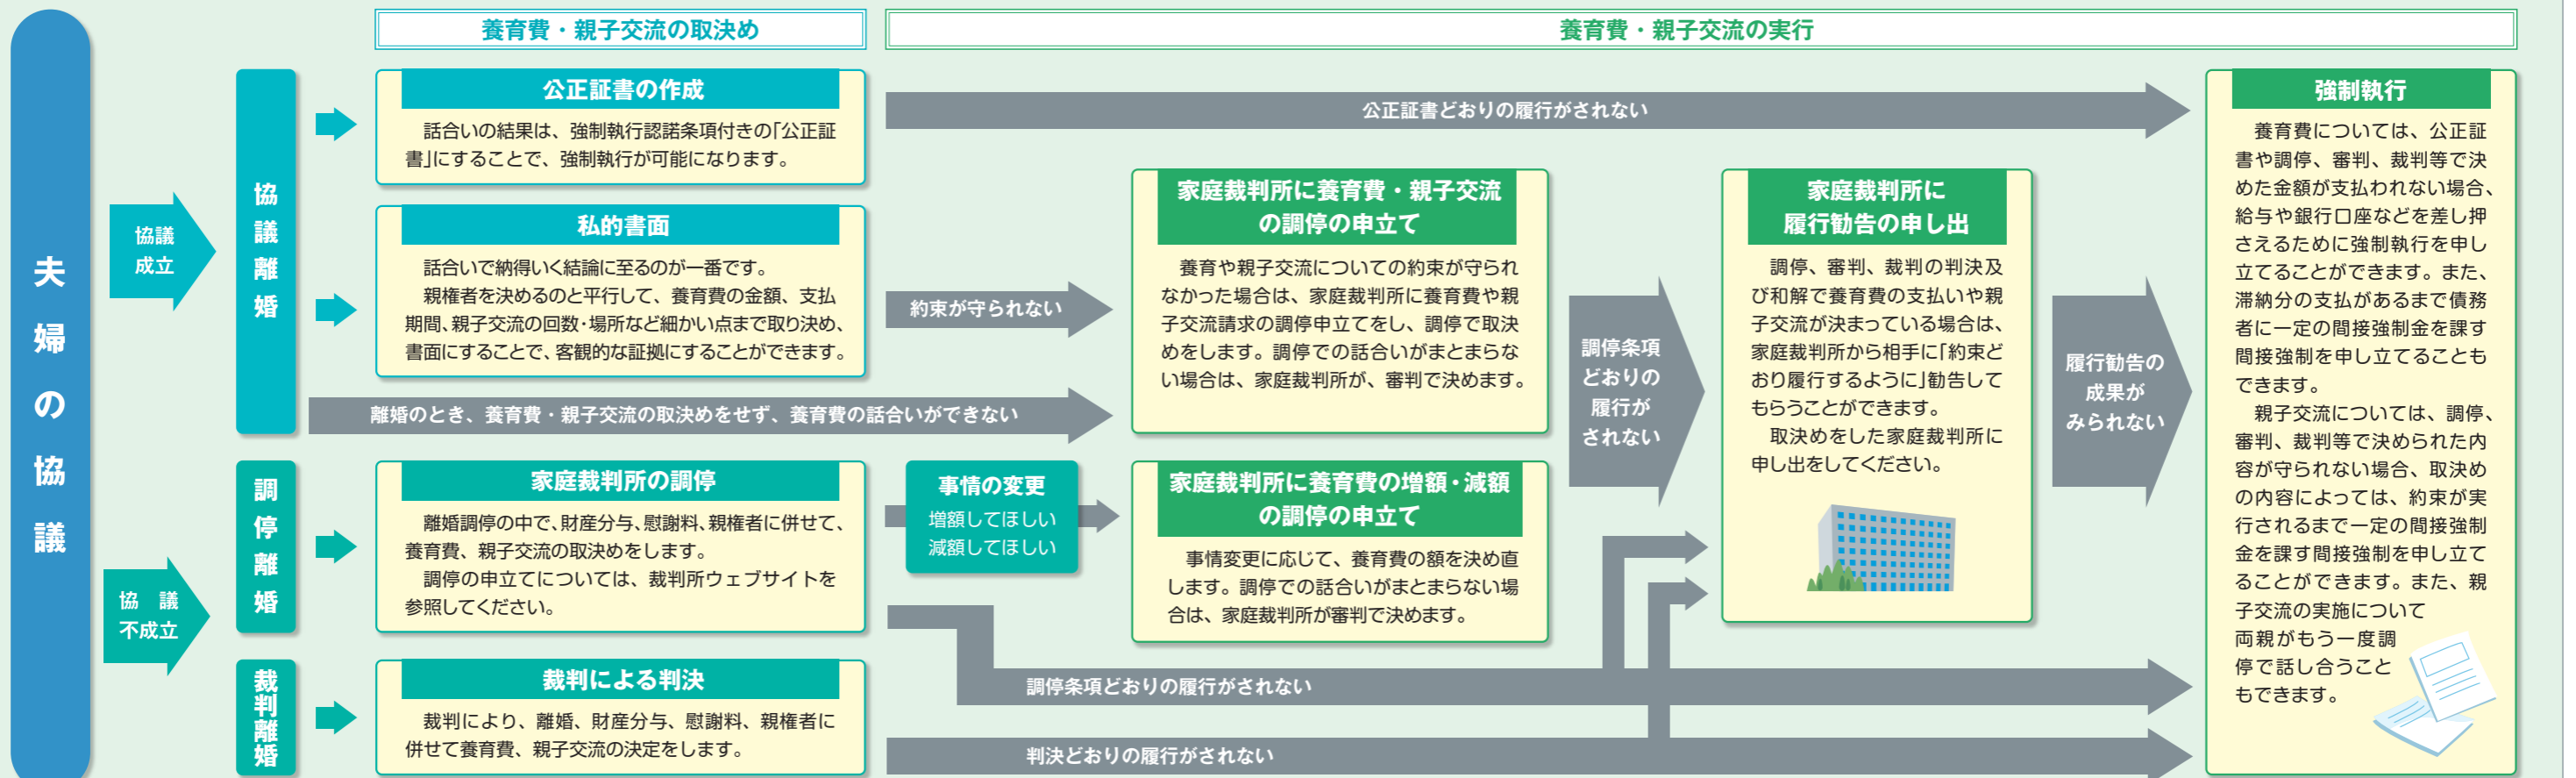 養育費・親子交流の取決め
養育費・親子交流の実行
夫婦の協議
協議
成立
協議離婚
公正証書の作成
話合いの結果は、強制執行認諾条項付きの「公正証
書」にすることで、強制執行が可能になります。
公正証書どおりの履行がされない
私的書面
話合いで納得いく結論に至るのが一番です。
親権者を決めるのと平行して、養育費の金額、支払
期間、親子交流の回数・場所など細かい点まで取り決め、
書面にすることで、客観的な証拠にすることができます。
約束が守られない
離婚のとき、養育費・親子交流の取決めをせず、養育費の話合いができない
家庭裁判所に養育費・親子交流
の調停の申立て
養育や親子交流についての約束が守られ
なかった場合は、家庭裁判所に養育費や親
子交流請求の調停申立てをし、調停で取決
めをします。調停での話合いがまとまらな
い場合は、家庭裁判所が、審判で決めます。
協　議
不成立
調停離婚
家庭裁判所の調停
離婚調停の中で、財産分与、慰謝料、親権者に併せて、
養育費、親子交流の取決めをします。
調停の申立てについては、裁判所ウェブサイトを
参照してください。
事情の変更
増額してほしい
減額してほしい
家庭裁判所に養育費の増額・減額
の調停の申立て
事情変更に応じて、養育費の額を決め直
します。調停での話合いがまとまらない場
合は、家庭裁判所が審判で決めます。
調停条項
どおりの
履行が
されない
家庭裁判所に
履行勧告の申し出
調停、審判、裁判の判決及
び和解で養育費の支払いや親
子交流が決まっている場合は、
家庭裁判所から相手に「約束ど
おり履行するように」勧告して
もらうことができます。
取決めをした家庭裁判所に
申し出をしてください。
履行勧告の
成果が
みられない
裁判離婚
裁判による判決
裁判により、離婚、財産分与、慰謝料、親権者に
併せて養育費、親子交流の決定をします。
調停条項どおりの履行がされない
判決どおりの履行がされない
強制執行
養育費については、公正証
書や調停、審判、裁判等で決
めた金額が支払われない場合、
給与や銀行口座などを差し押
さえるために強制執行を申し
立てることができます。また、
滞納分の支払があるまで債務
者に一定の間接強制金を課す
間接強制を申し立てることも
できます。
親子交流については、調停、
審判、裁判等で決められた内
容が守られない場合、取決め
の内容によっては、約束が実
行されるまで一定の間接強制
金を課す間接強制を申し立て
ることができます。また、親
子交流の実施について
両親がもう一度調
停で話し合うこと
もできます。